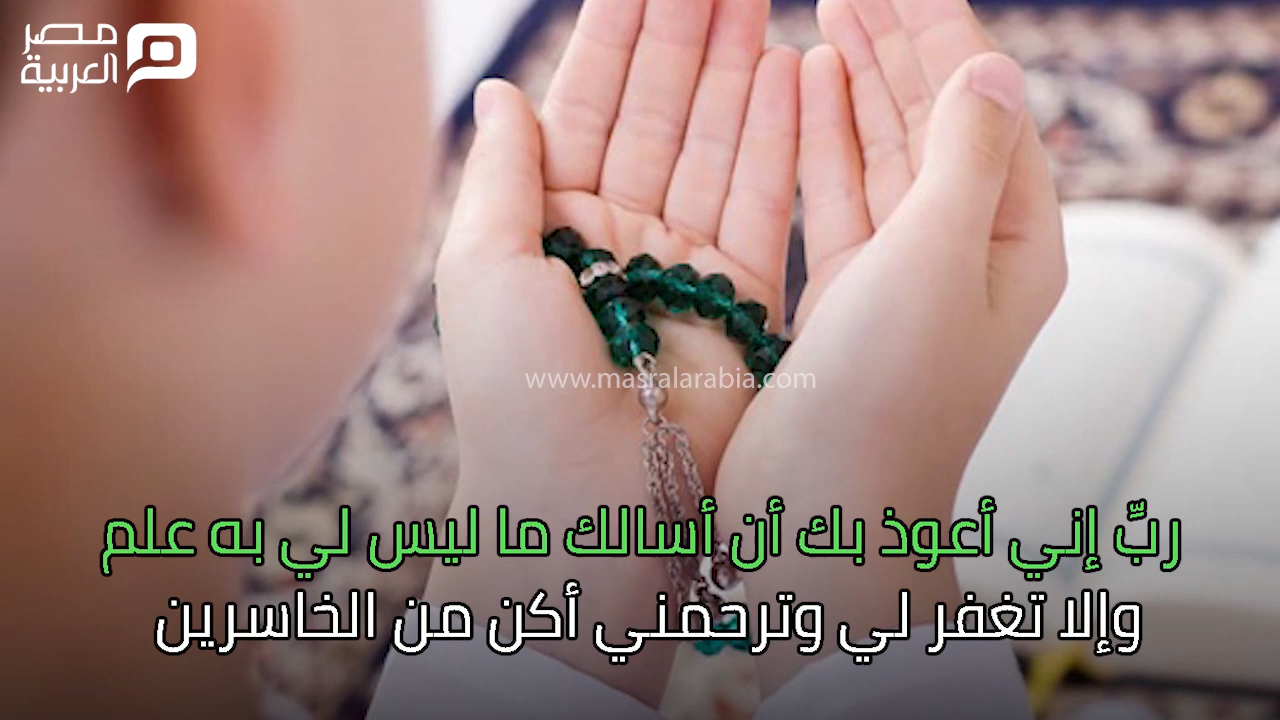 مصر
العربية
www.masralarabia.com
ربِّ إني أعوذ بك أن أسالك ما ليس لي به علم
وإلا تغفر لي وترحمني أكن من الخاسرين